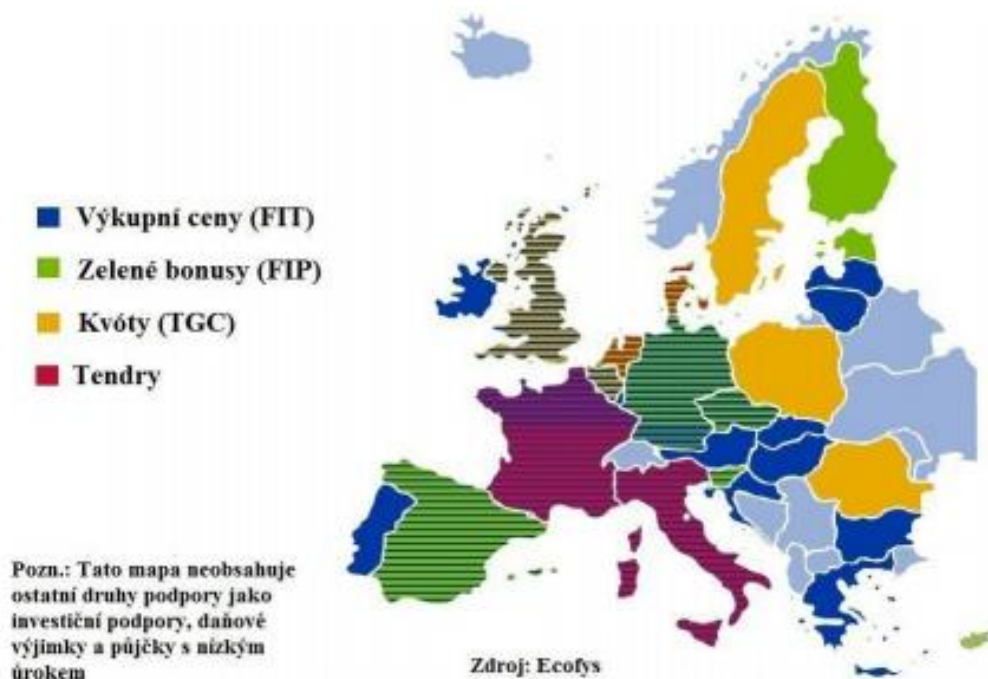 Výkupní ceny (FIT)
Zelené bonusy (FIP)
Kvóty (TGC)
Tendry
Pozn.: Tato mapa neobsahuje
ostatní druhy podpory jako
investiční podpory, daňové
výjimky a půjčky s nízkým
úrokem
Zdroj: Ecofys